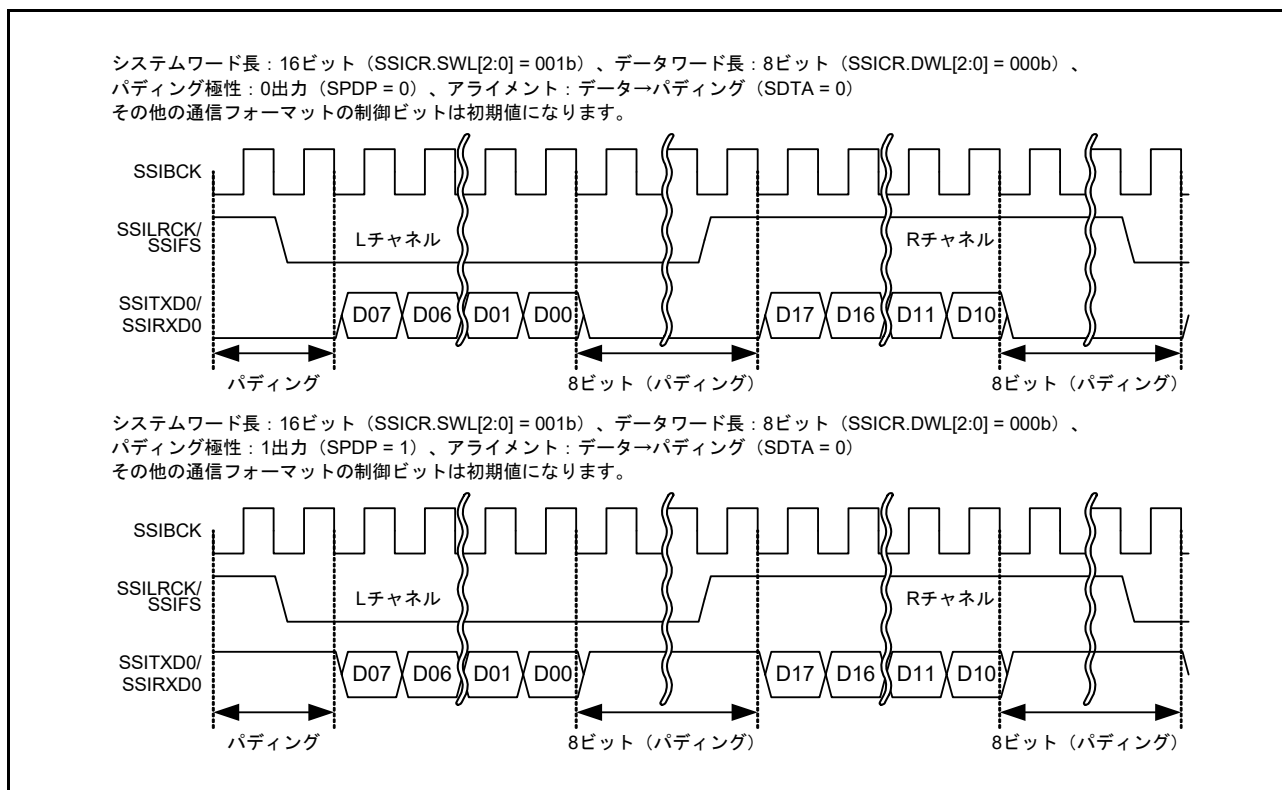 システムワード長：16ビット（SSICR.SWL[2:0] = 001b）、データワード長：8ビット（SSICR.DWL[2:0] = 000b）、
パディング極性：0出力（SPDP = 0）、アライメント：データ→パディング（SDTA = 0）
その他の通信フォーマットの制御ビットは初期値になります。
SSIBCK
SSILRCK/
SSIFS
Lチャネル
Rチャネル
SSITXD0/
SSIRXD0
D07 D06 D01 D00 D17 D16 D11 D10
パディング
8ビット（パディング）
8ビット（パディング）
システムワード長：16ビット（SSICR.SWL[2:0] = 001b）、データワード長：8ビット（SSICR.DWL[2:0] = 000b）、
パディング極性：1出力（SPDP = 1）、アライメント：データ→パディング（SDTA = 0）
その他の通信フォーマットの制御ビットは初期値になります。
SSIBCK
SSILRCK/
SSIFS
Lチャネル
Rチャネル
SSITXD0/
SSIRXD0
D07 D06 D01 D00 D17 D16 D11 D10
パディング
8ビット（パディング）
8ビット（パディング）